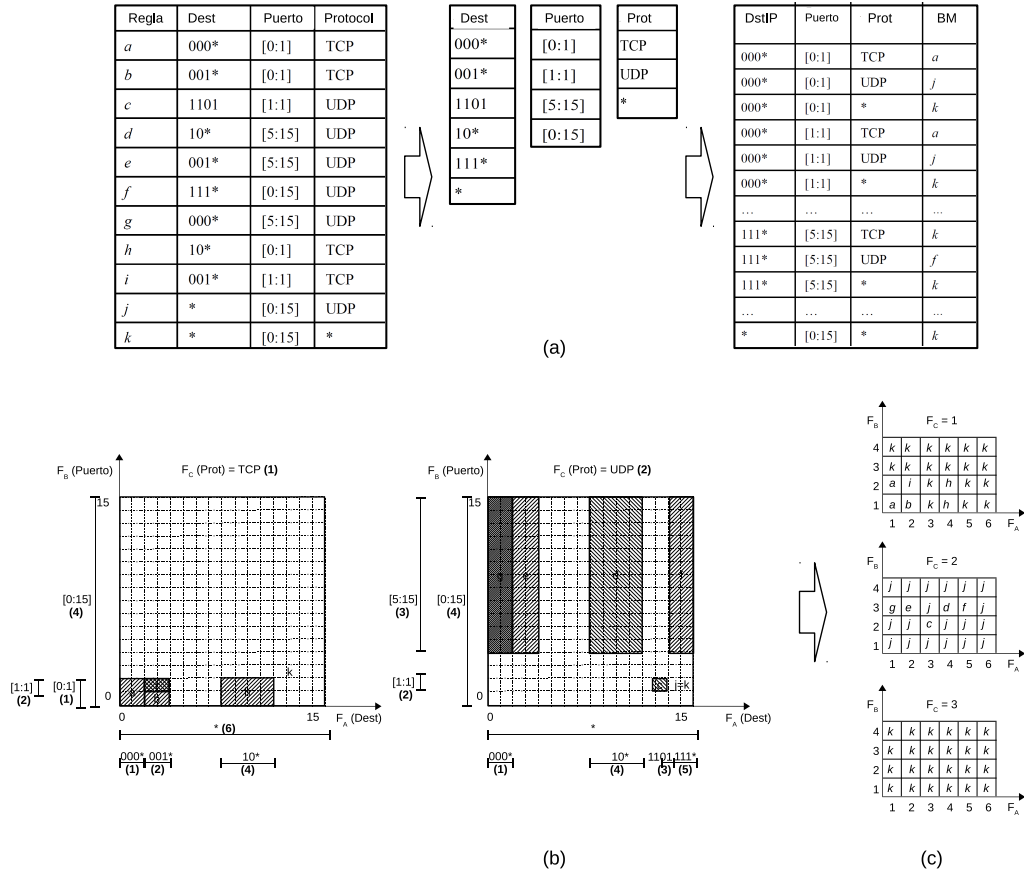 Regla Dest Puerto Protocol
a 000* [0:1] TCP
b 001* [0:1] TCP
c 1101 [1:1] UDP
d 10* [5:15] UDP
e 001* [5:15] UDP
f 111* [0:15] UDP
g 000* [5:15] UDP
h 10* [0:1] TCP
i 001* [1:1] TCP
j * [0:15] UDP
k * [0:15] *
Dest
000*
001*
1101
10*
111*
*
Puerto
[0:1]
[1:1]
[5:15]
[0:15]
Prot
TCP
UDP
*
DstIP Puerto Prot BM
000* [0:1] TCP a
000* [0:1] UDP j
000* [0:1] * k
000* [1:1] TCP a
000* [1:1] UDP j
000* [1:1] * k
... ... ... ...
111* [5:15] TCP k
111* [5:15] UDP f
111* [5:15] * k
... ... ... ...
* [0:15] * k
(a)
F_B (Puerto)
F_C (Prot) = TCP (1)
15
[0:15]
(4)
k
[1:1]
(2)
[0:1]
(1)
0
0 15 F_A (Dest)
* (6)
000* 001* 10*
(1) (2) (4)
F_B (Puerto)
F_C (Prot) = UDP (2)
15
[5:15]
(3)
[0:15]
(4)
g e d
[1:1]
(2)
j=k
0
0 15 F_A (Dest)
*
000* 10* 1101 111*
(1) (4) (3) (5)
(b)
F_B F_C = 1
4 k k k k k k
3 k k k k k k
2 a i k h k k
1 a b k h k k
1 2 3 4 5 6 F_A
F_B F_C = 2
4 j j j j j j
3 g e j d f j
2 j j c j j j
1 j j j j j j
1 2 3 4 5 6 F_A
F_B F_C = 3
4 k k k k k k
3 k k k k k k
2 k k k k k k
1 k k k k k k
1 2 3 4 5 6 F_A
(c)